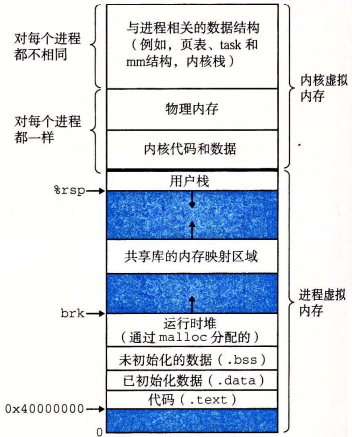 对每个进程
都不相同
与进程相关的数据结构
(例如，页表、task 和
mm结构，内核栈)
内核虚拟
内存
对每个进程
都一样
物理内存
内核代码和数据
用户栈
%rsp
共享库的内存映射区域
进程虚拟
内存
brk
运行时堆
(通过 malloc 分配的)
未初始化的数据 (.bss)
已初始化数据 (.data)
代码 (.text)
0x40000000
0